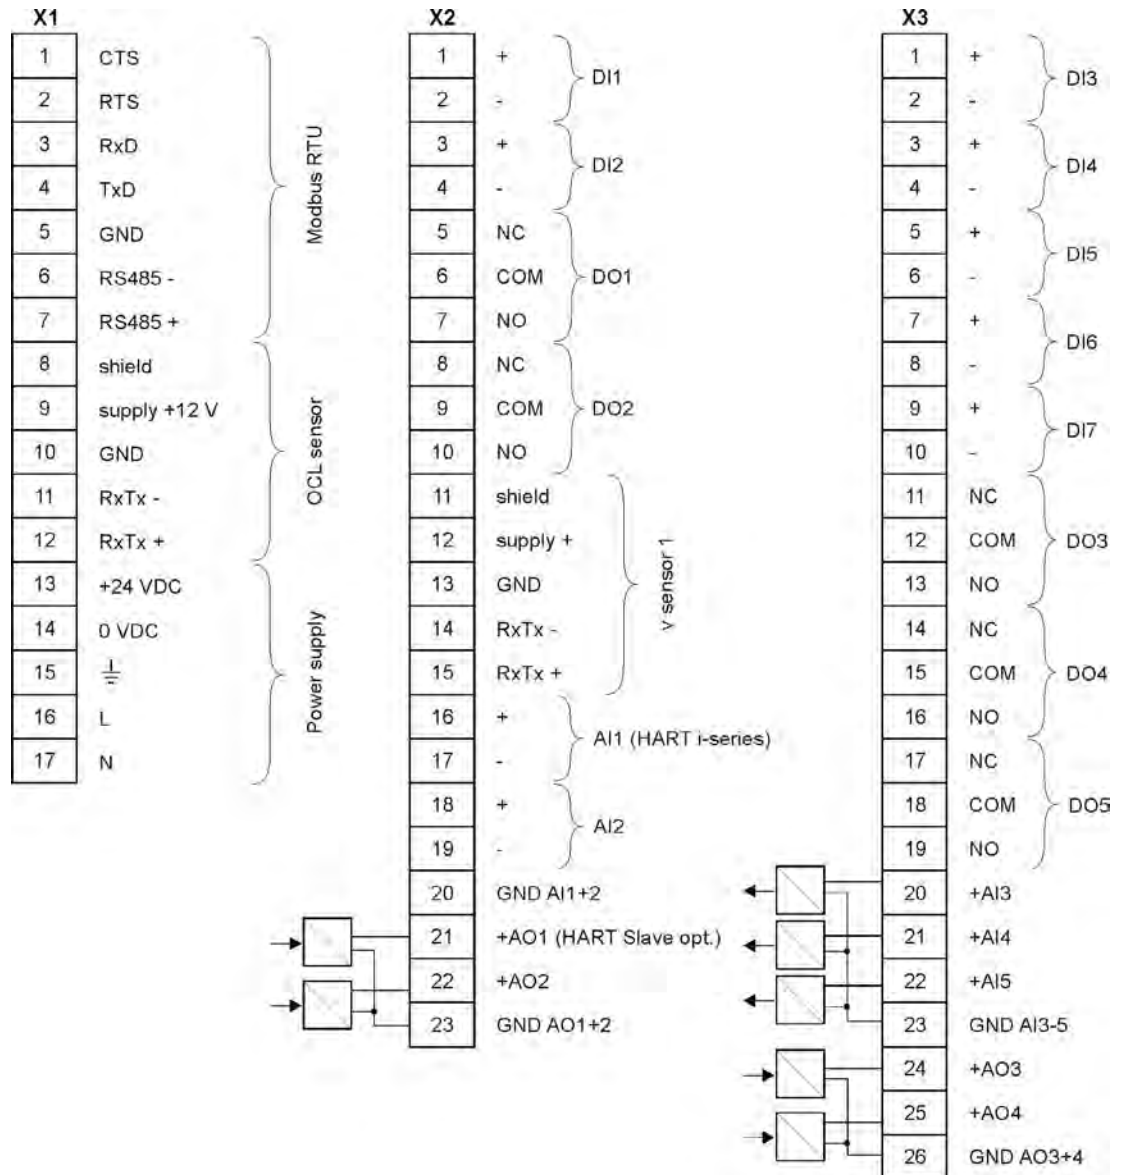 X1
1 CTS
2 RTS
3 RxD
4 TxD
5 GND
6 RS485 -
7 RS485 +
Modbus RTU
8 shield
9 supply +12 V
10 GND
11 RxTx -
12 RxTx +
OCL sensor
13 +24 VDC
14 0 VDC
15
16 L
17 N
Power supply
X2
1 +
2 -
DI1
3 +
4 -
DI2
5 NC
6 COM
7 NO
DO1
8 NC
9 COM
10 NO
DO2
11 shield
12 supply +
13 GND
14 RxTx -
15 RxTx +
v sensor 1
16 +
17 -
AI1 (HART i-series)
18 +
19 -
AI2
20 GND AI1+2
21 +AO1 (HART Slave opt.)
22 +AO2
23 GND AO1+2
X3
1 +
2 -
DI3
3 +
4 -
DI4
5 +
6 -
DI5
7 +
8 -
DI6
9 +
10 -
DI7
11 NC
12 COM
13 NO
DO3
14 NC
15 COM
16 NO
DO4
17 NC
18 COM
19 NO
DO5
20 +AI3
21 +AI4
22 +AI5
23 GND AI3-5
24 +AO3
25 +AO4
26 GND AO3+4